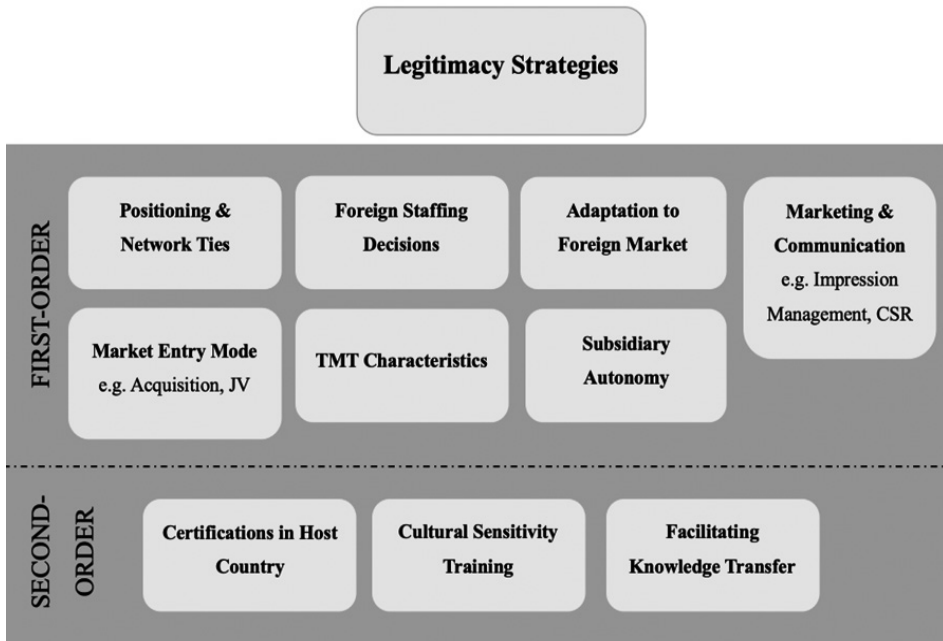 Legitimacy Strategies
FIRST-ORDER
Positioning &
Network Ties
Foreign Staffing
Decisions
Adaptation to
Foreign Market
Marketing &
Communication
e.g. Impression
Management, CSR
Market Entry Mode
e.g. Acquisition, JV
TMT Characteristics
Subsidiary
Autonomy
SECOND-
ORDER
Certifications in Host
Country
Cultural Sensitivity
Training
Facilitating
Knowledge Transfer